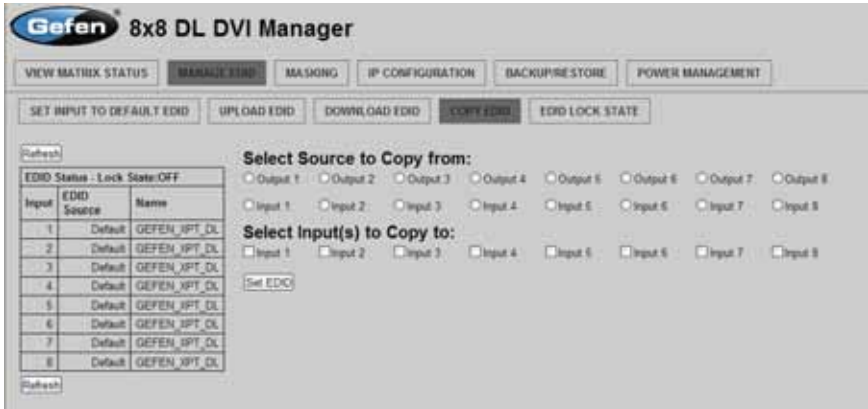 Gefen 8x8 DL DVI Manager
VIEW MATRIX STATUS MANAGE EDID MASKING IP CONFIGURATION BACKUP/RESTORE POWER MANAGEMENT
SET INPUT TO DEFAULT EDID UPLOAD EDID DOWNLOAD EDID COPY EDID EDID LOCK STATE
Refresh
EDID Status - Lock State:OFF
Input EDID Source Name
1 Default GEFEN_XPT_DL
2 Default GEFEN_XPT_DL
3 Default GEFEN_XPT_DL
4 Default GEFEN_XPT_DL
5 Default GEFEN_XPT_DL
6 Default GEFEN_XPT_DL
7 Default GEFEN_XPT_DL
8 Default GEFEN_XPT_DL
Refresh
Select Source to Copy from:
Output 1 Output 2 Output 3 Output 4 Output 5 Output 6 Output 7 Output 8
Input 1 Input 2 Input 3 Input 4 Input 5 Input 6 Input 7 Input 8
Select Input(s) to Copy to:
Input 1 Input 2 Input 3 Input 4 Input 5 Input 6 Input 7 Input 8
Set EDID